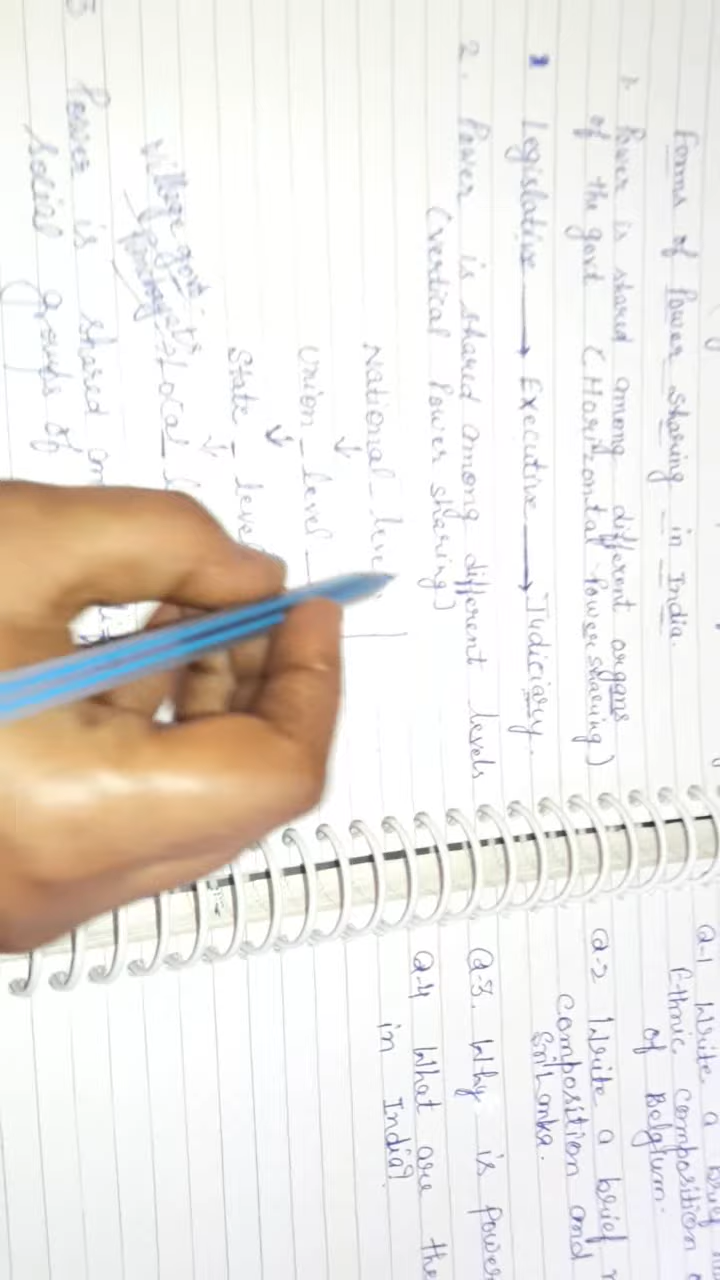 Forms of Power sharing in India.
1. Power is shared among different organs
of the govt (Horizontal Power sharing)
Legislative → Executive → Judiciary.
2. Power is shared among different levels
(vertical Power sharing)
National level
↓
Union level
↓
State level
↓
village govt.
Local
Power is shared
social groups of
Q-1 Write a
Ethnic composition
of Belgium.
Q-2 Write a brief
composition and
Sri Lanka.
Q-3. Why is power
Q-4 What are the
in India?